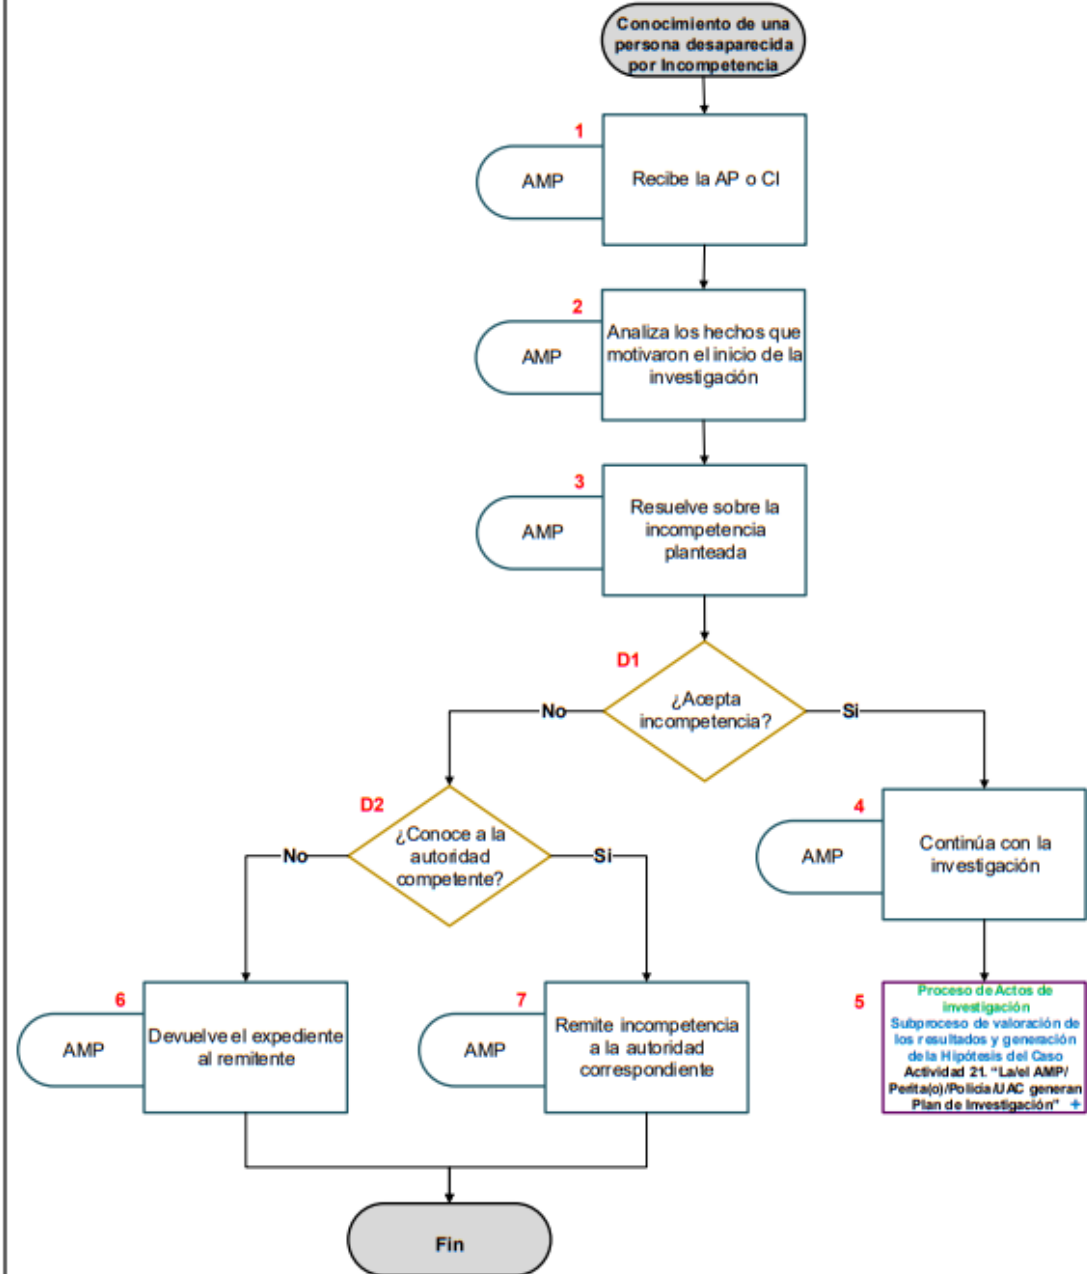 Conocimiento de una
persona desaparecida
por Incompetencia
1
AMP
Recibe la AP o CI
2
AMP
Analiza los hechos que
motivaron el inicio de la
investigación
3
AMP
Resuelve sobre la
incompetencia
planteada
D1
¿Acepta
incompetencia?
No
Si
D2
¿Conoce a la
autoridad
competente?
No
Si
4
AMP
Continúa con la
investigación
6
AMP
Devuelve el expediente
al remitente
7
AMP
Remite incompetencia
a la autoridad
correspondiente
5
Proceso de Actos de
investigación
Subproceso de valoración de
los resultados y generación
de la Hipótesis del Caso
Actividad 21. "La/el AMP/
Perita(o)/Policía/UAC generan
Plan de Investigación" +
Fin